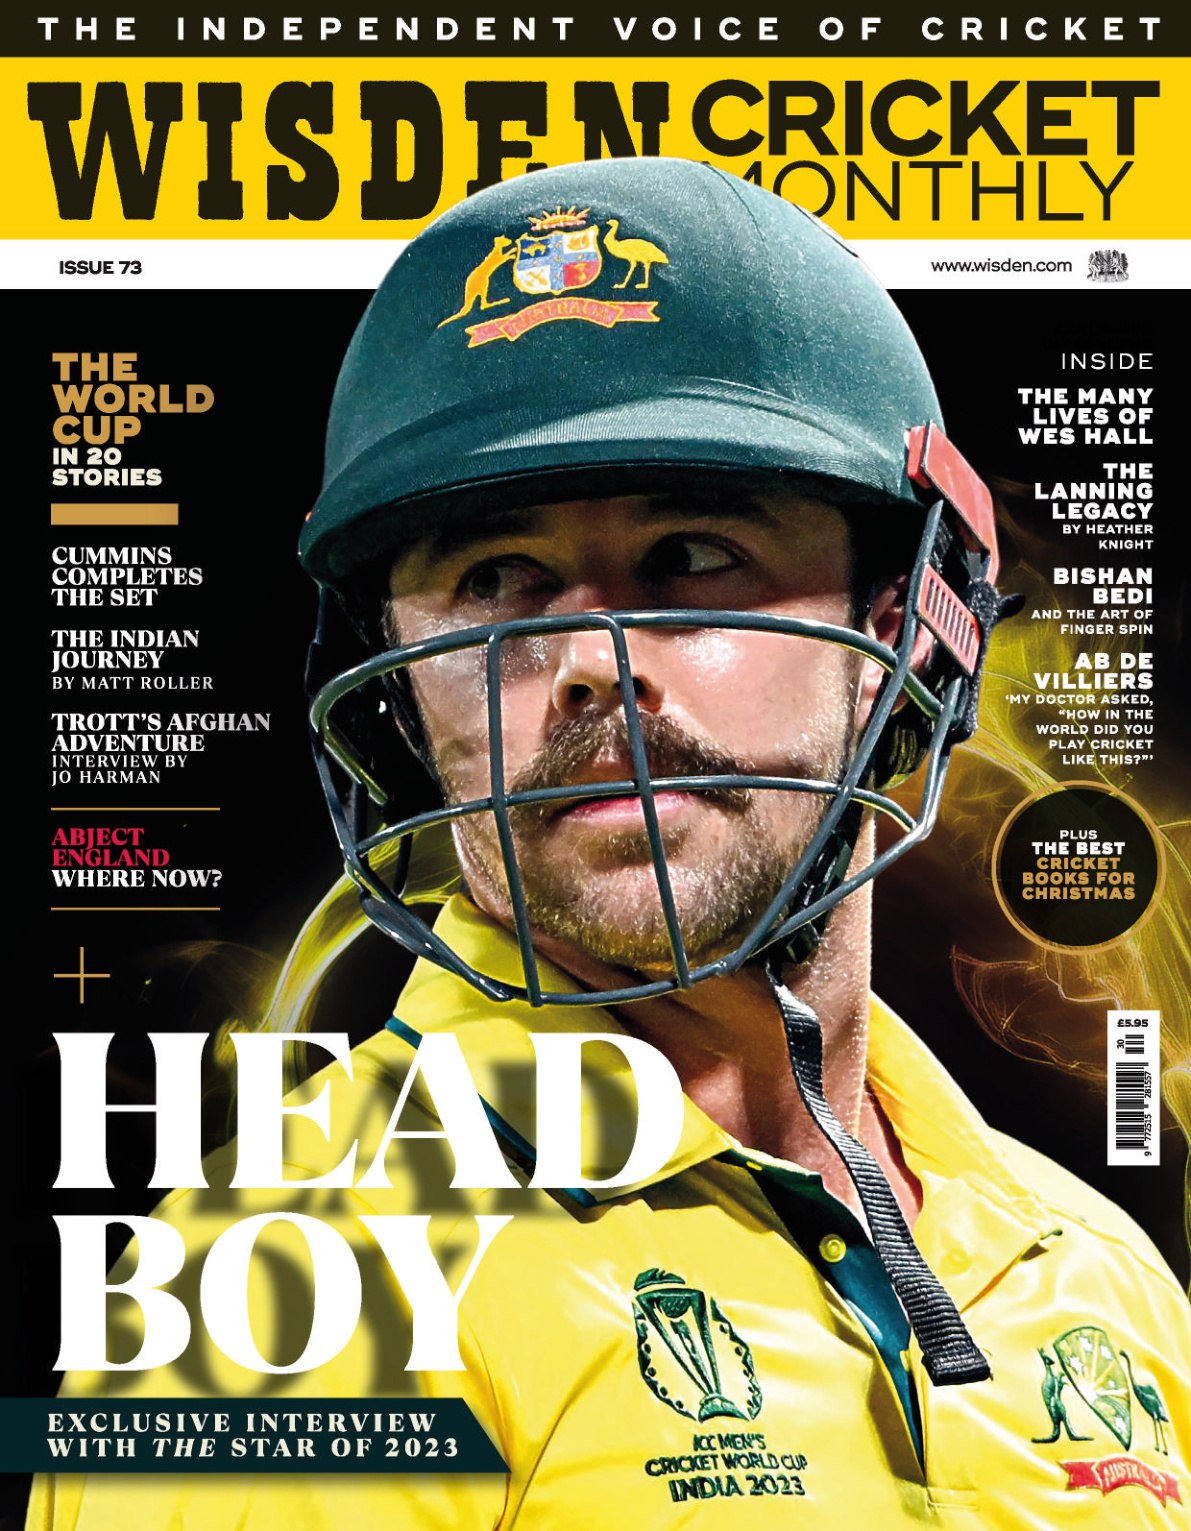 THE INDEPENDENT VOICE OF CRICKET
WISDEN CRICKET
MONTHLY
ISSUE 73
www.wisden.com
AUSTRALIA
THE
WORLD
CUP
IN 20
STORIES
CUMMINS
COMPLETES
THE SET
THE INDIAN
JOURNEY
BY MATT ROLLER
TROTT'S AFGHAN
ADVENTURE
INTERVIEW BY
JO HARMAN
ABJECT
ENGLAND
WHERE NOW?
INSIDE
THE MANY
LIVES OF
WES HALL
THE
LANNING
LEGACY
BY HEATHER
KNIGHT
BISHAN
BEDI
AND THE ART OF
FINGER SPIN
AB DE
VILLIERS
‘MY DOCTOR ASKED,
“HOW IN THE
WORLD DID YOU
PLAY CRICKET
LIKE THIS?”’
PLUS
THE BEST
CRICKET
BOOKS FOR
CHRISTMAS
£5.95
30
9 772515 281557
HEAD
BOY
EXCLUSIVE INTERVIEW
WITH THE STAR OF 2023
ICC MEN'S
CRICKET WORLD CUP
INDIA 2023
AUSTRALIA